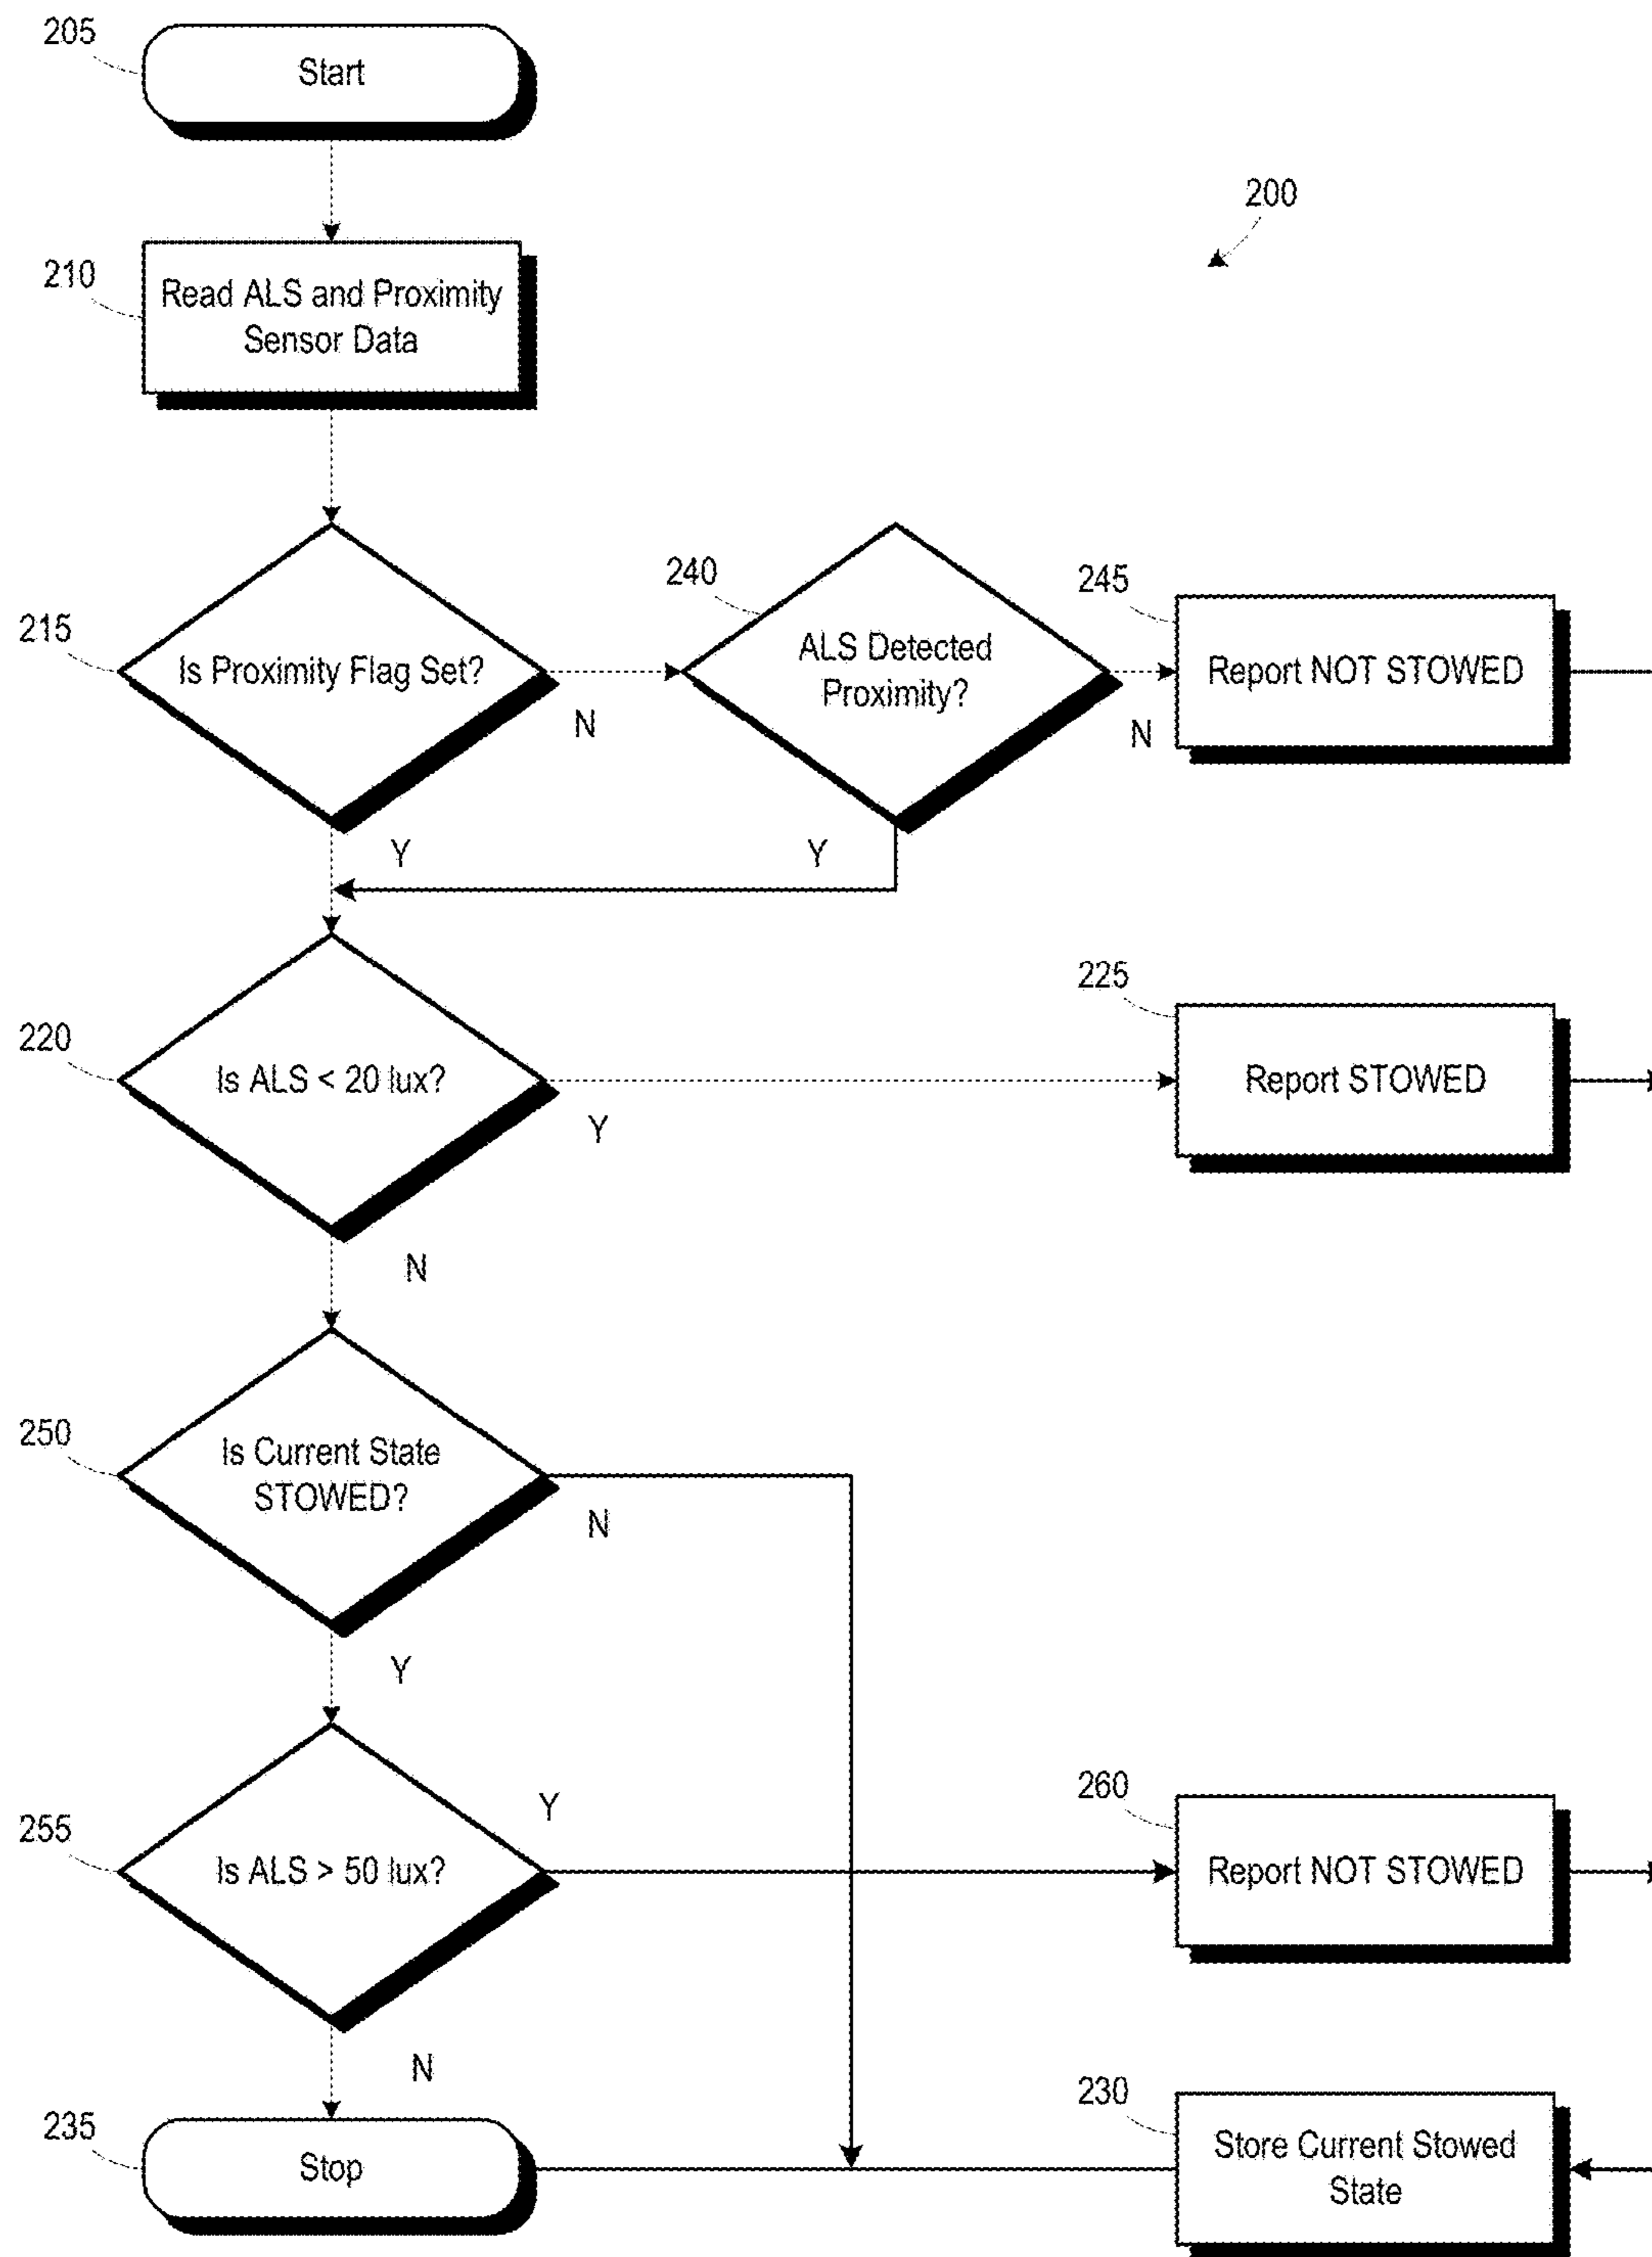 205
Start
200
210
Read ALS and Proximity
Sensor Data
215
Is Proximity Flag Set?
N
Y
240
ALS Detected
Proximity?
N
Y
245
Report NOT STOWED
220
Is ALS < 20 lux?
Y
N
225
Report STOWED
250
Is Current State
STOWED?
N
Y
255
Is ALS > 50 lux?
Y
N
260
Report NOT STOWED
235
Stop
230
Store Current Stowed
State